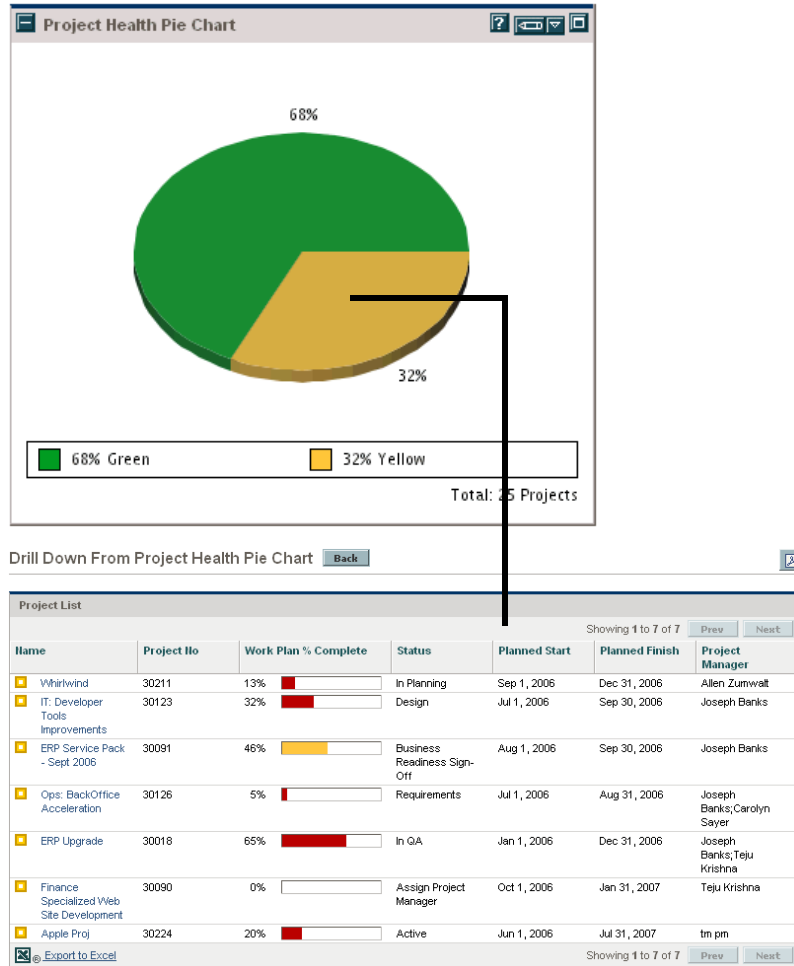 Project Health Pie Chart ?
68%
32%
68% Green 32% Yellow
Total: 25 Projects
Drill Down From Project Health Pie Chart Back
Project List
Showing 1 to 7 of 7 Prev Next
Name Project No Work Plan % Complete Status Planned Start Planned Finish Project
Manager
Whirlwind 30211 13% In Planning Sep 1, 2006 Dec 31, 2006 Allen Zumwalt
IT: Developer 30123 32% Design Jul 1, 2006 Sep 30, 2006 Joseph Banks
Tools
Improvements
ERP Service Pack 30091 46% Business Aug 1, 2006 Sep 30, 2006 Joseph Banks
- Sept 2006 Readiness Sign-
Off
Ops: BackOffice 30126 5% Requirements Jul 1, 2006 Aug 31, 2006 Joseph
Acceleration Banks;Carolyn
Sayer
ERP Upgrade 30018 65% In QA Jan 1, 2006 Dec 31, 2006 Joseph
Banks;Teju
Krishna
Finance 30090 0% Assign Project Oct 1, 2006 Jan 31, 2007 Teju Krishna
Specialized Web Manager
Site Development
Apple Proj 30224 20% Active Jun 1, 2006 Jul 31, 2007 tm pm
® Export to Excel Showing 1 to 7 of 7 Prev Next